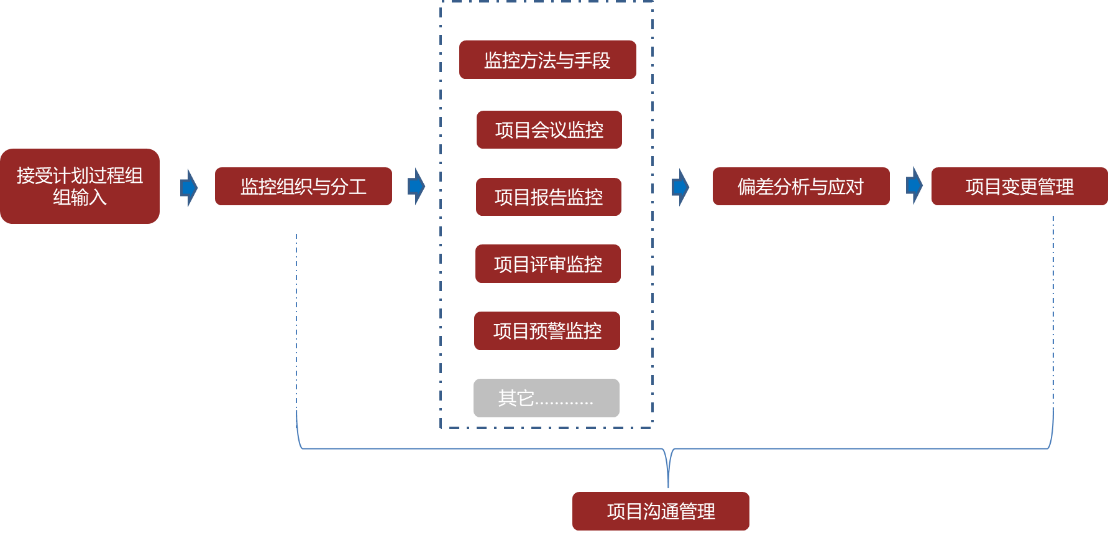 监控方法与手段
项目会议监控
接受计划过程组
组输入
监控组织与分工
项目报告监控
偏差分析与应对
项目变更管理
项目评审监控
项目预警监控
其它…………
项目沟通管理